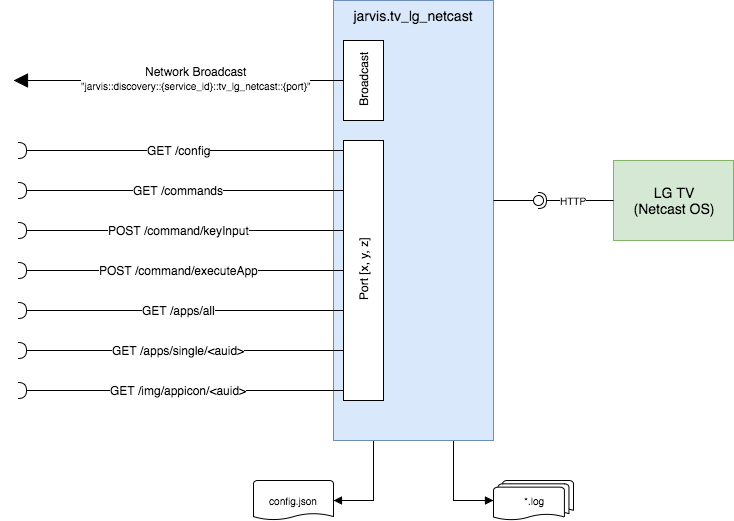 jarvis.tv_lg_netcast
Broadcast
Network Broadcast
"jarvis::discovery::{service_id}::tv_lg_netcast::{port}"
GET /config
GET /commands
POST /command/keyInput
POST /command/executeApp
GET /apps/all
GET /apps/single/<auid>
GET /img/appicon/<auid>
Port [x, y, z]
HTTP
LG TV
(Netcast OS)
config.json
*.log